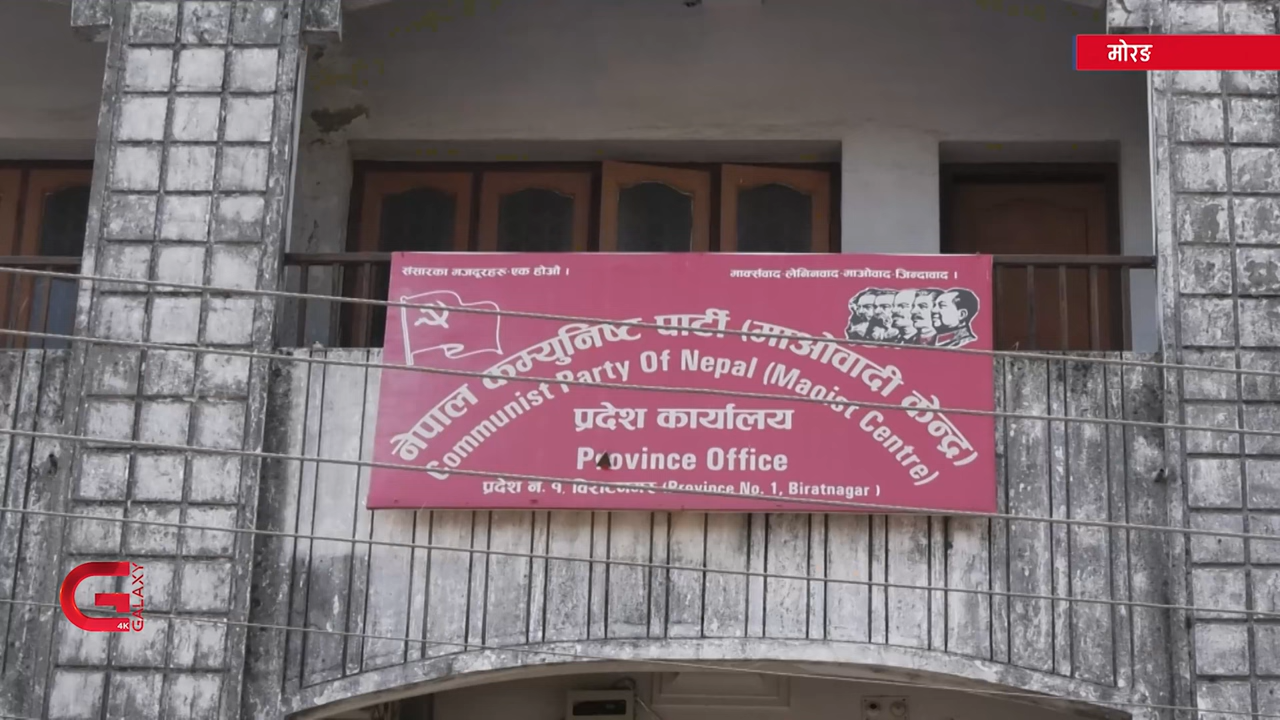 मोरङ
संसारका मजदूरहरु एक होऔं ।
मार्क्सवाद-लेनिनवाद-माओवाद-जिन्दावाद ।
नेपाल कम्युनिष्ट पार्टी (माओवादी केन्द्र)
Communist Party Of Nepal (Maoist Centre)
प्रदेश कार्यालय
Province Office
प्रदेश नं. १, विराटनगर (Province No. 1, Biratnagar )
G GALAXY 4K